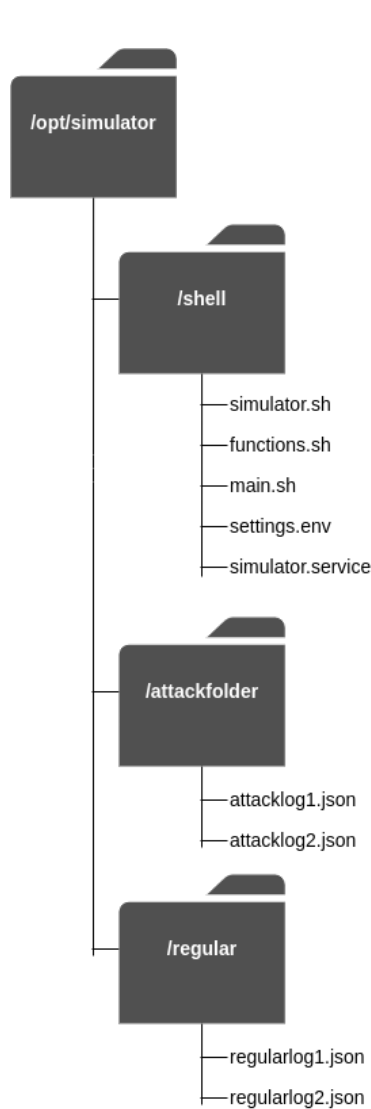 /opt/simulator
/shell
simulator.sh
functions.sh
main.sh
settings.env
simulator.service
/attackfolder
attacklog1.json
attacklog2.json
/regular
regularlog1.json
regularlog2.json